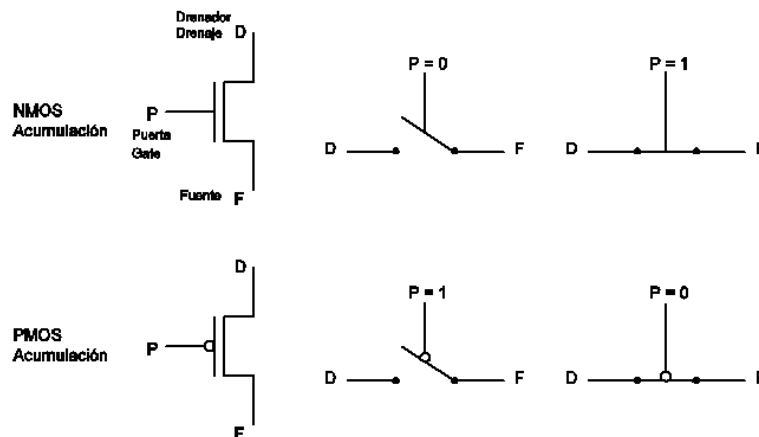 Drenador
Drenaje
D
P = 0
P = 1
NMOS
Acumulación
P
Puerta
Gate
D
F
D
Fuente
F
D
P = 1
P = 0
PMOS
Acumulación
P
D
F
D